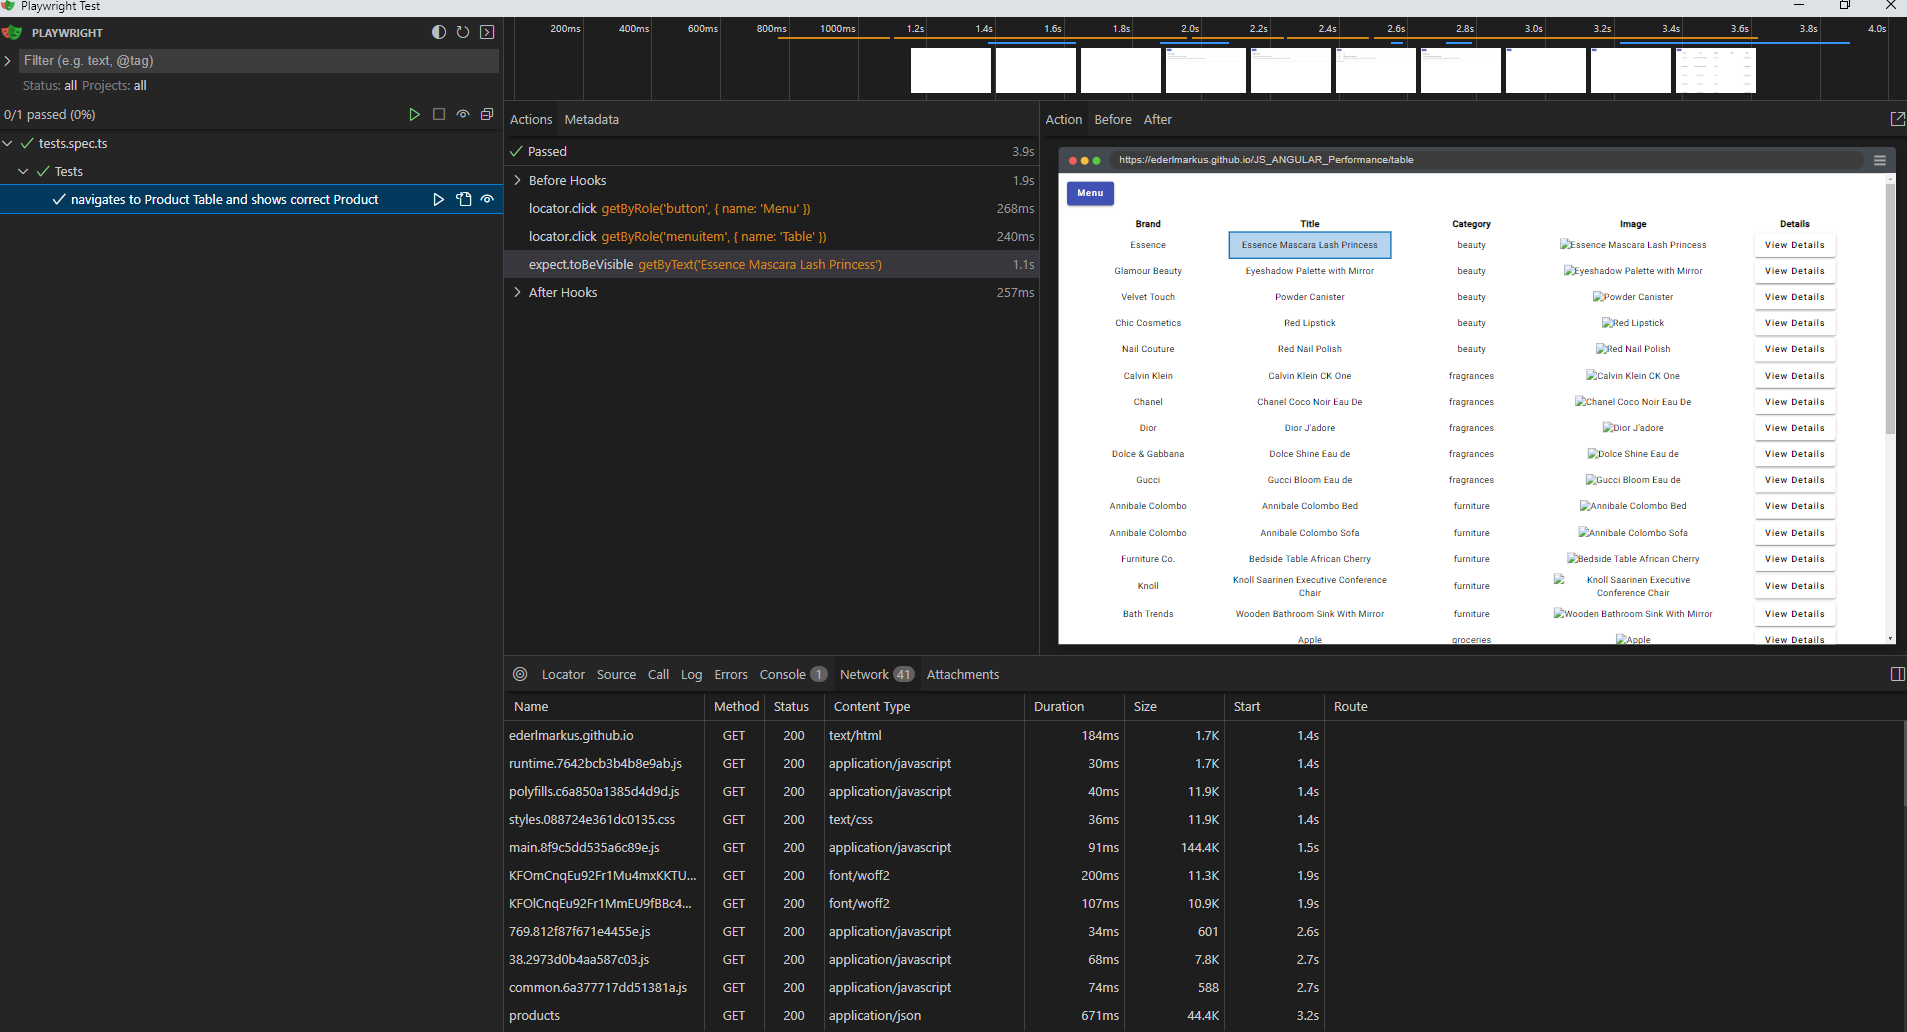 Playwright Test
PLAYWRIGHT
Filter (e.g. text, @tag)
Status: all Projects: all
0/1 passed (0%)
tests.spec.ts
Tests
navigates to Product Table and shows correct Product
200ms 400ms 600ms 800ms 1000ms 1.2s 1.4s 1.6s 1.8s 2.0s 2.2s 2.4s 2.6s 2.8s 3.0s 3.2s 3.4s 3.6s 3.8s 4.0s
Actions Metadata
Passed 3.9s
Before Hooks 1.9s
locator.click getByRole('button', { name: 'Menu' }) 268ms
locator.click getByRole('menuitem', { name: 'Table' }) 240ms
expect.toBeVisible getByText('Essence Mascara Lash Princess') 1.1s
After Hooks 257ms
Action Before After
https://ederlmarkus.github.io/JS_ANGULAR_Performance/table
Menu
Brand Title Category Image Details
Essence Essence Mascara Lash Princess beauty Essence Mascara Lash Princess View Details
Glamour Beauty Eyeshadow Palette with Mirror beauty Eyeshadow Palette with Mirror View Details
Velvet Touch Powder Canister beauty Powder Canister View Details
Chic Cosmetics Red Lipstick beauty Red Lipstick View Details
Nail Couture Red Nail Polish beauty Red Nail Polish View Details
Calvin Klein Calvin Klein CK One fragrances Calvin Klein CK One View Details
Chanel Chanel Coco Noir Eau De fragrances Chanel Coco Noir Eau De View Details
Dior Dior J'adore fragrances Dior J'adore View Details
Dolce & Gabbana Dolce Shine Eau de fragrances Dolce Shine Eau de View Details
Gucci Gucci Bloom Eau de fragrances Gucci Bloom Eau de View Details
Annibale Colombo Annibale Colombo Bed furniture Annibale Colombo Bed View Details
Annibale Colombo Annibale Colombo Sofa furniture Annibale Colombo Sofa View Details
Furniture Co. Bedside Table African Cherry furniture Bedside Table African Cherry View Details
Knoll Knoll Saarinen Executive Conference Chair furniture Knoll Saarinen Executive Conference Chair View Details
Bath Trends Wooden Bathroom Sink With Mirror furniture Wooden Bathroom Sink With Mirror View Details
Apple groceries Apple View Details
Locator Source Call Log Errors Console 1 Network 41 Attachments
Name Method Status Content Type Duration Size Start Route
ederlmarkus.github.io GET 200 text/html 184ms 1.7K 1.4s
runtime.7642bcb3b4b8e9ab.js GET 200 application/javascript 30ms 1.7K 1.4s
polyfills.c6a850a1385d4d9d.js GET 200 application/javascript 40ms 11.9K 1.4s
styles.088724e361dc0135.css GET 200 text/css 36ms 11.9K 1.4s
main.8f9c5dd535a6c89e.js GET 200 application/javascript 91ms 144.4K 1.5s
KFOmCnqEu92Fr1Mu4mxKKTU... GET 200 font/woff2 200ms 11.3K 1.9s
KFOlCnqEu92Fr1MmEU9fBBc4... GET 200 font/woff2 107ms 10.9K 1.9s
769.812f87f671e4455e.js GET 200 application/javascript 34ms 601 2.6s
38.2973d0b4aa587c03.js GET 200 application/javascript 68ms 7.8K 2.7s
common.6a377717dd51381a.js GET 200 application/javascript 74ms 588 2.7s
products GET 200 application/json 671ms 44.4K 3.2s